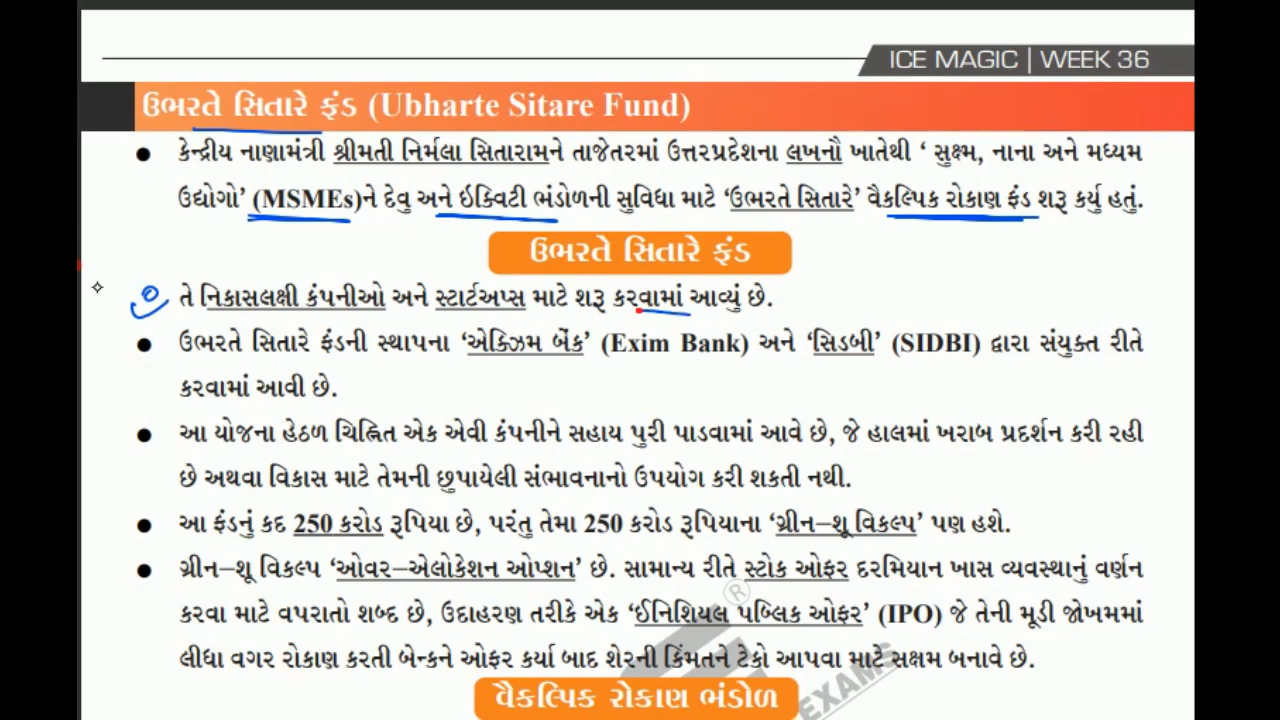 ICE MAGIC | WEEK 36
ઉભરતે સિતારે ફંડ (Ubharte Sitare Fund)
● કેન્દ્રીય નાણામંત્રી શ્રીમતી નિર્મલા સિતારામને તાજેતરમાં ઉત્તરપ્રદેશના લખનૌ ખાતેથી ‘ સુક્ષ્મ, નાના અને મધ્યમ
ઉદ્યોગો’ (MSMEs)ને દેવુ અને ઇક્વિટી ભંડોળની સુવિધા માટે ‘ઉભરતે સિતારે’ વૈકલ્પિક રોકાણ ફંડ શરૂ કર્યુ હતું.
ઉભરતે સિતારે ફંડ
તે નિકાસલક્ષી કંપનીઓ અને સ્ટાર્ટઅપ્સ માટે શરૂ કરવામાં આવ્યું છે.
● ઉભરતે સિતારે ફંડની સ્થાપના ‘એક્ઝિમ બેંક’ (Exim Bank) અને ‘સિડબી’ (SIDBI) દ્વારા સંયુક્ત રીતે
કરવામાં આવી છે.
● આ યોજના હેઠળ ચિહ્નિત એક એવી કંપનીને સહાય પુરી પાડવામાં આવે છે, જે હાલમાં ખરાબ પ્રદર્શન કરી રહી
છે અથવા વિકાસ માટે તેમની છુપાયેલી સંભાવનાનો ઉપયોગ કરી શકતી નથી.
● આ ફંડનું કદ 250 કરોડ રૂપિયા છે, પરંતુ તેમા 250 કરોડ રૂપિયાના ‘ગ્રીન–શૂ વિકલ્પ’ પણ હશે.
● ગ્રીન–શૂ વિકલ્પ ‘ઓવર–એલોકેશન ઓપ્શન’ છે. સામાન્ય રીતે સ્ટોક ઓફર દરમિયાન ખાસ વ્યવસ્થાનું વર્ણન
કરવા માટે વપરાતો શબ્દ છે, ઉદાહરણ તરીકે એક ‘ઈનિશિયલ પબ્લિક ઓફર’ (IPO) જે તેની મૂડી જોખમમાં
લીધા વગર રોકાણ કરતી બેન્કને ઓફર કર્યા બાદ શેરની કિંમતને ટેકો આપવા માટે સક્ષમ બનાવે છે.
EXAMS
વૈકલ્પિક રોકાણ ભંડોળ